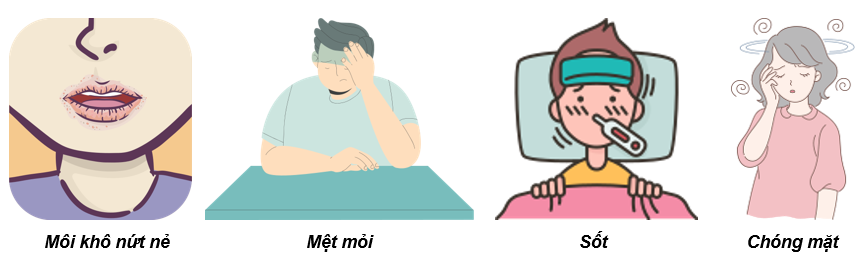 Môi khô nứt nẻ
Mệt mỏi
Sốt
Chóng mặt